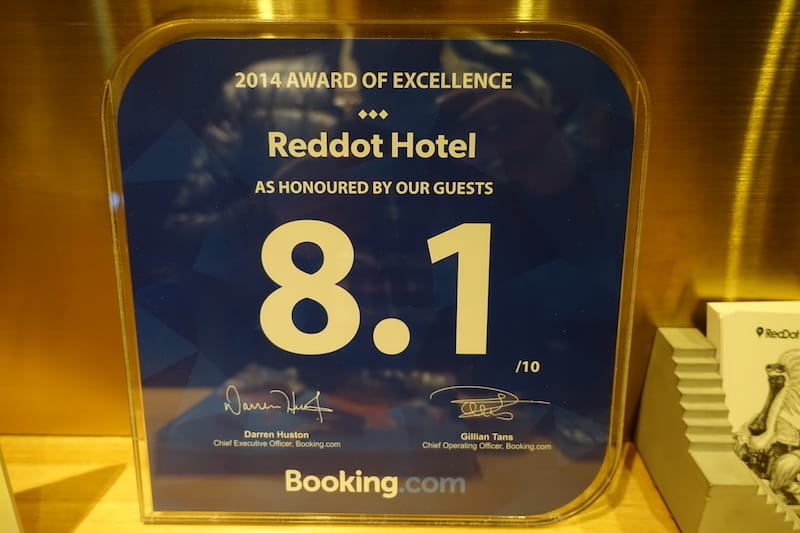 2014 AWARD OF EXCELLENCE
Reddot Hotel
AS HONOURED BY OUR GUESTS
8.1
/10
Darren Huston
Chief Executive Officer, Booking.com
Gillian Tans
Chief Operating Officer, Booking.com
Booking.com
RedDot